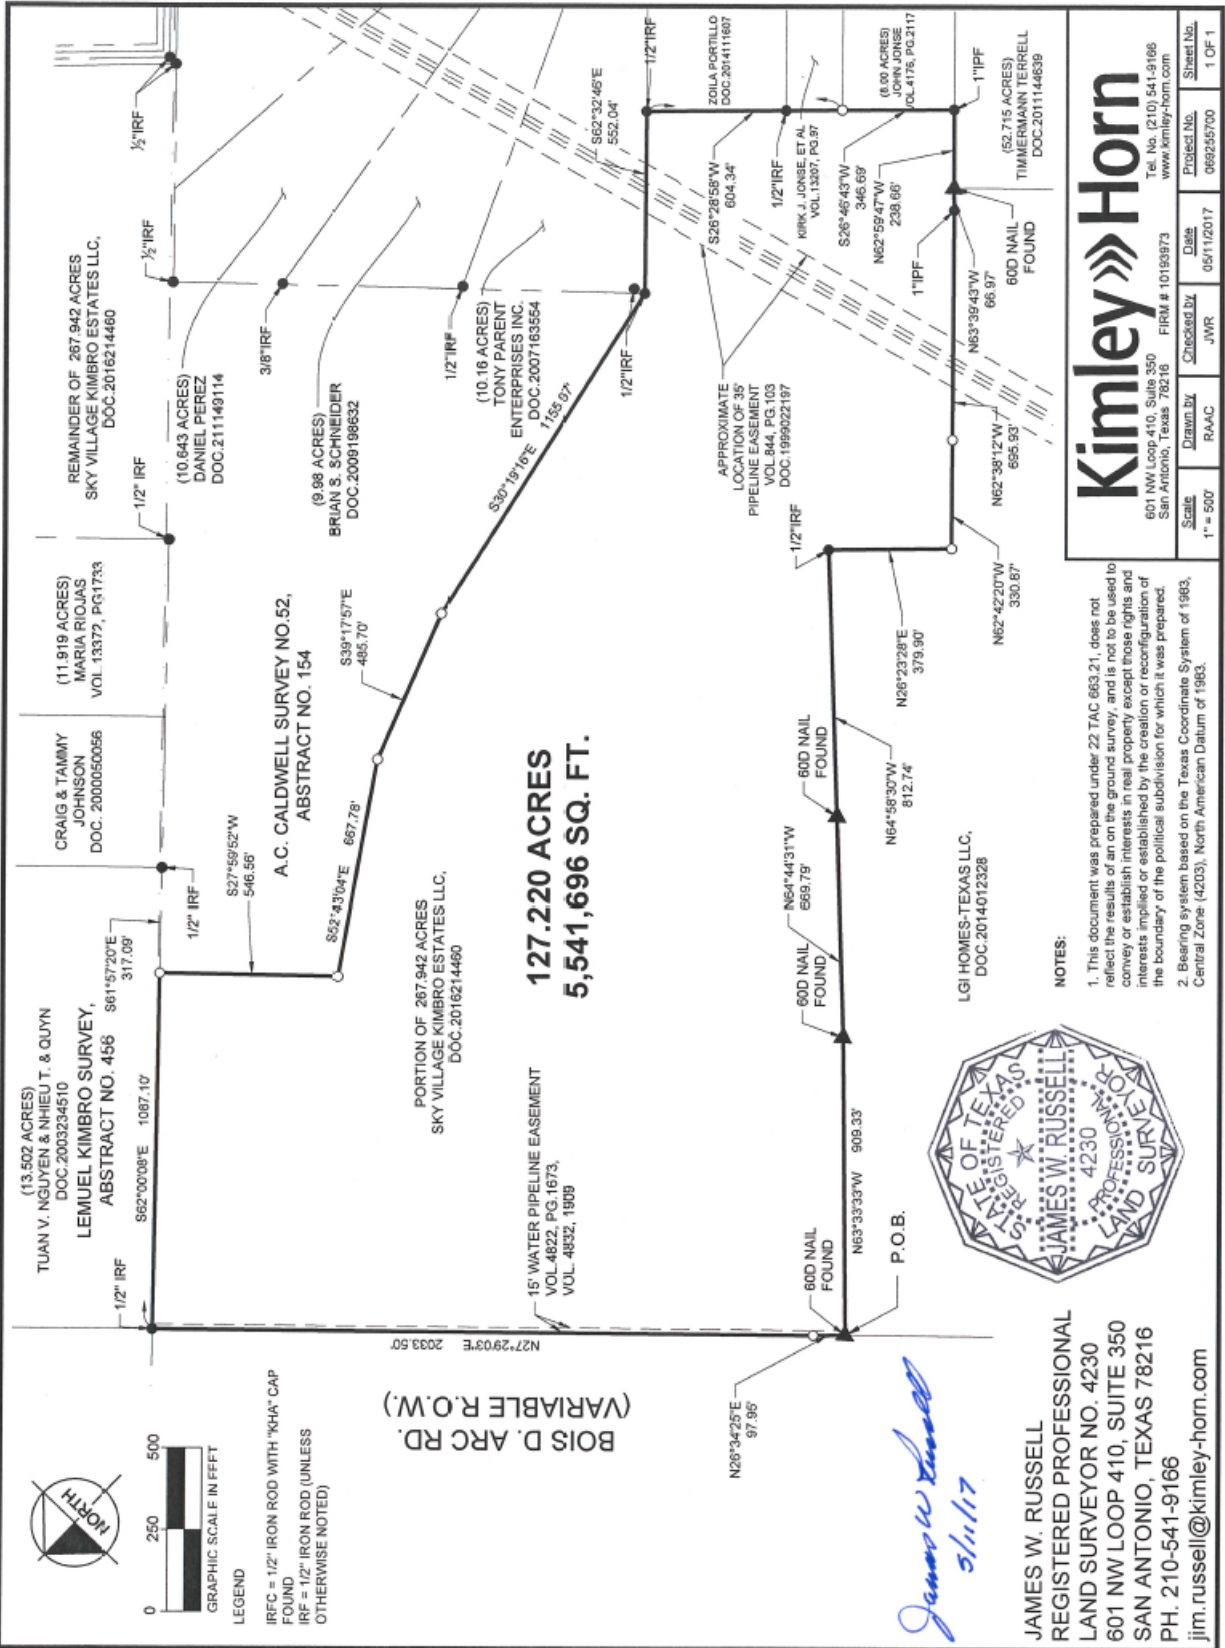 (13.502 ACRES)
TUAN V. NGUYEN & NHIEU T. & QUYN
DOC.2003234510
LEMUEL KIMBRO SURVEY,
ABSTRACT NO. 456
S61°57'20"E
317.09'
1/2" IRF
S62°00'08"E 1087.10'
1/2" IRF
CRAIG & TAMMY
JOHNSON
DOC. 2000050056
(11.919 ACRES)
MARIA RIOJAS
VOL. 13372, PG1733
1/2" IRF
REMAINDER OF 267.942 ACRES
SKY VILLAGE KIMBRO ESTATES LLC,
DOC.2016214460
½"IRF
½"IRF
(10.643 ACRES)
DANIEL PEREZ
DOC.211149114
3/8"IRF
(9.98 ACRES)
BRIAN S. SCHNEIDER
DOC.2009198632
1/2"IRF
(10.16 ACRES)
TONY PARENT
ENTERPRISES INC.
DOC.2007163554
1/2"IRF
S27°59'52"W
546.56'
A.C. CALDWELL SURVEY NO.52,
ABSTRACT NO. 154
S52°43'04"E 667.78'
S39°17'57"E
485.70'
S30°19'16"E 1155.07'
S62°32'46"E
552.04'
1/2"IRF
ZOILA PORTILLO
DOC.2014111607
S26°28'58"W
604.34'
1/2"IRF
KIRK J. JONSE, ET AL
VOL.13207, PG.97
(8.00 ACRES)
JOHN JONSE
VOL.4176, PG.2117
S26°46'43"W
346.69'
1"IPF
N62°59'47"W
238.66'
(52.715 ACRES)
TIMMERMANN TERRELL
DOC.2011144639
60D NAIL
FOUND
1"IPF
N63°39'43"W
66.97'
APPROXIMATE
LOCATION OF 35'
PIPELINE EASEMENT
VOL.844, PG.103
DOC.1999022197
N62°38'12"W
695.93'
N62°42'20"W
330.87'
1/2"IRF
N26°23'28"E
379.90'
PORTION OF 267.942 ACRES
SKY VILLAGE KIMBRO ESTATES LLC,
DOC.2016214460
127.220 ACRES
5,541,696 SQ. FT.
60D NAIL
FOUND
N64°58'30"W
812.74'
N64°44'31"W
669.79'
60D NAIL
FOUND
LGI HOMES-TEXAS LLC,
DOC.2014012328
15' WATER PIPELINE EASEMENT
VOL.4822, PG.1673,
VOL. 4832, 1909
N63°33'33"W 909.33'
60D NAIL
FOUND
P.O.B.
N27°29'03"E 2033.50'
N26°34'25"E
97.95'
BOIS D. ARC RD.
(VARIABLE R.O.W.)
NORTH
0 250 500
GRAPHIC SCALE IN FEET
LEGEND
IRFC = 1/2" IRON ROD WITH "KHA" CAP
FOUND
IRF = 1/2" IRON ROD (UNLESS
OTHERWISE NOTED)
James W Russell
5/11/17
JAMES W. RUSSELL
REGISTERED PROFESSIONAL
LAND SURVEYOR NO. 4230
601 NW LOOP 410, SUITE 350
SAN ANTONIO, TEXAS 78216
PH. 210-541-9166
jim.russell@kimley-horn.com
STATE OF TEXAS
REGISTERED
JAMES W. RUSSELL
4230
PROFESSIONAL
LAND SURVEYOR
NOTES:
1. This document was prepared under 22 TAC 663.21, does not
reflect the results of an on the ground survey, and is not to be used to
convey or establish interests in real property except those rights and
interests implied or established by the creation or reconfiguration of
the boundary of the political subdivision for which it was prepared.
2. Bearing system based on the Texas Coordinate System of 1983,
Central Zone (4203), North American Datum of 1983.
Kimley»Horn
601 NW Loop 410, Suite 350
San Antonio, Texas 78216 FIRM # 10193973
Tel. No. (210) 541-9166
www.kimley-horn.com
Scale Drawn by Checked by Date Project No. Sheet No.
1" = 500' RAAC JWR 05/11/2017 069255700 1 OF 1